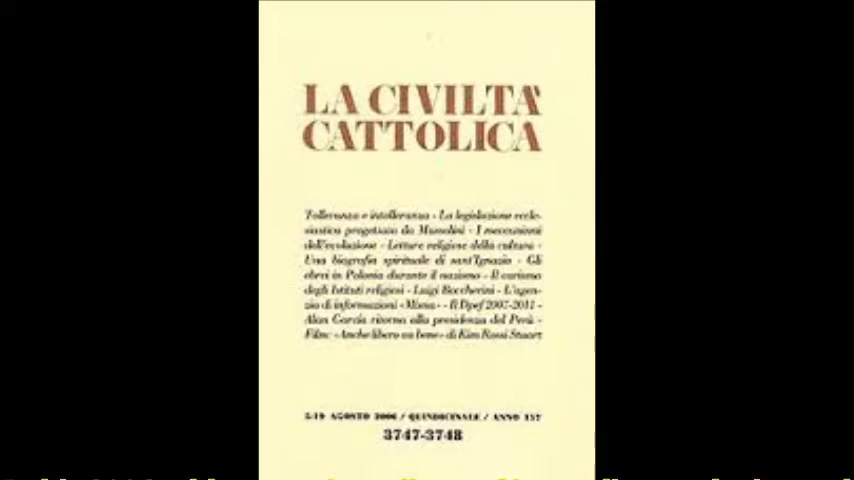 LA CIVILTÀ
CATTOLICA
Tolleranza e intolleranza - La legislazione eccle-
siastica progettata da Mussolini - I meccanismi
dell'evoluzione - Letture religiose della cultura -
Una biografia spirituale di sant'Ignazio - Gli
ebrei in Polonia durante il nazismo - Il carisma
degli Istituti religiosi - Luigi Boccherini - L'agen-
zia di informazioni «Misna» - Il Dpef 2007-2011 -
Alan García ritorna alla presidenza del Perù -
Film: «Anche libero va bene» di Kim Rossi Stuart
5/19 AGOSTO 2006 / QUINDICINALE / ANNO 157
3747-3748